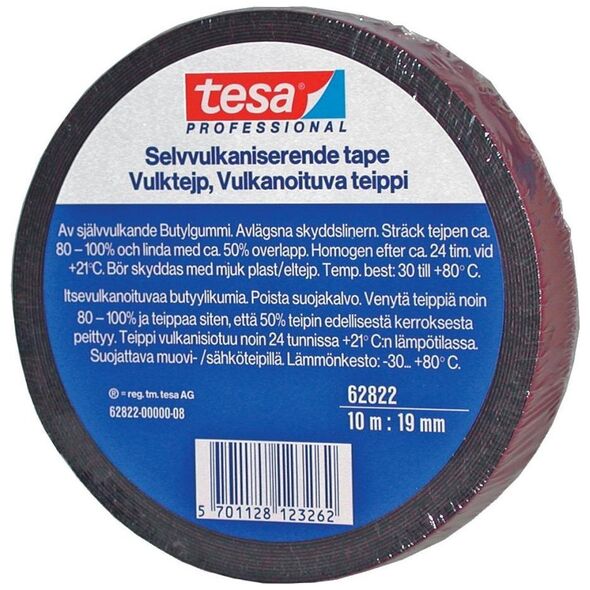 tesa®
PROFESSIONAL
Selvvulkaniserende tape
Vulktejp, Vulkanoituva teippi
Av självvulkande Butylgummi. Avlägsna skyddslinern. Sträck tejpen ca.
80 – 100% och linda med ca. 50% overlapp. Homogen efter ca. 24 tim. vid
+21°C. Bör skyddas med mjuk plast/eltejp. Temp. best: 30 till +80°C.
Itsevulkanoituvaa butyylikumia. Poista suojakalvo. Venytä teippiä noin
80 – 100% ja teippaa siten, että 50% teipin edellisestä kerroksesta
peittyy. Teippi vulkanisiotuu noin 24 tunnissa +21° C:n lämpötilassa.
Suojattava muovi- /sähköteipillä. Lämmönkesto: -30... +80°C.
® = reg. tm. tesa AG
62822-00000-08
62822
10 m : 19 mm
5 701128 123262